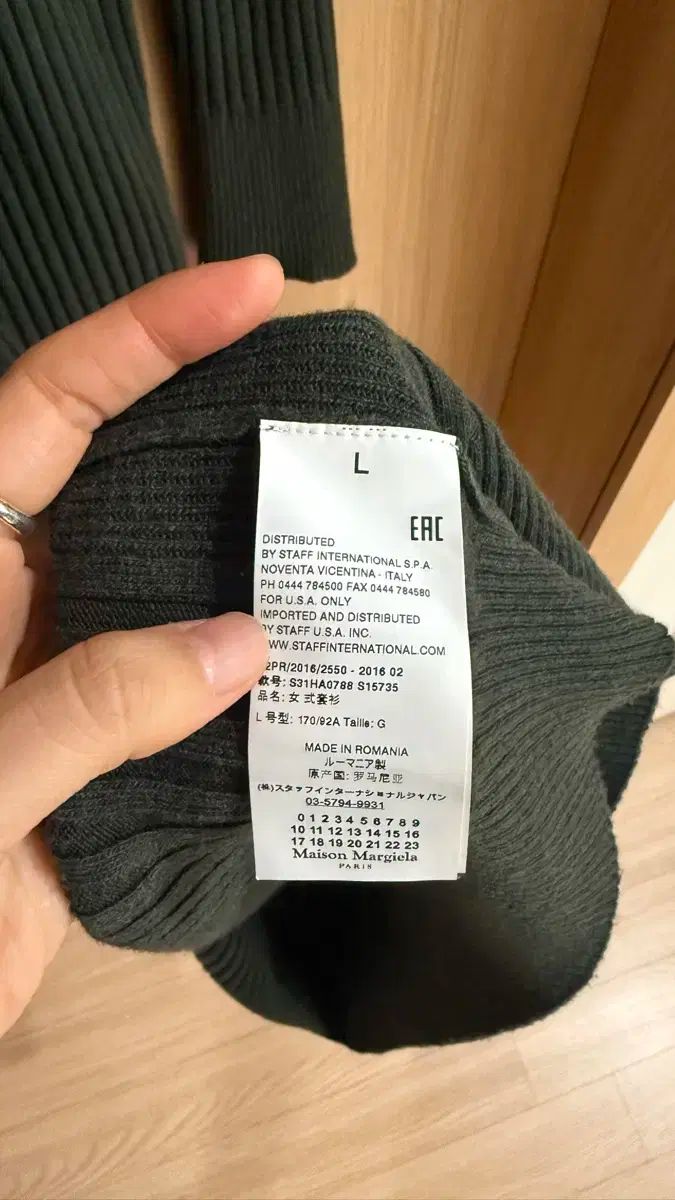 L
EAC
DISTRIBUTED
BY STAFF INTERNATIONAL S.P.A.
NOVENTA VICENTINA - ITALY
PH 0444 784500 FAX 0444 784580
FOR U.S.A. ONLY
IMPORTED AND DISTRIBUTED
BY STAFF U.S.A. INC.
WWW.STAFFINTERNATIONAL.COM
2PR/2016/2550 - 2016 02
款号: S31HA0788 S15735
品名: 女式套衫
L 号型: 170/92A Taille: G
MADE IN ROMANIA
ルーマニア製
原产国: 罗马尼亚
(株)スタッフインターナショナルジャパン
03-5794-9931
0 1 2 3 4 5 6 7 8 9
10 11 12 13 14 15 16
17 18 19 20 21 22 23
Maison Margiela
PARIS